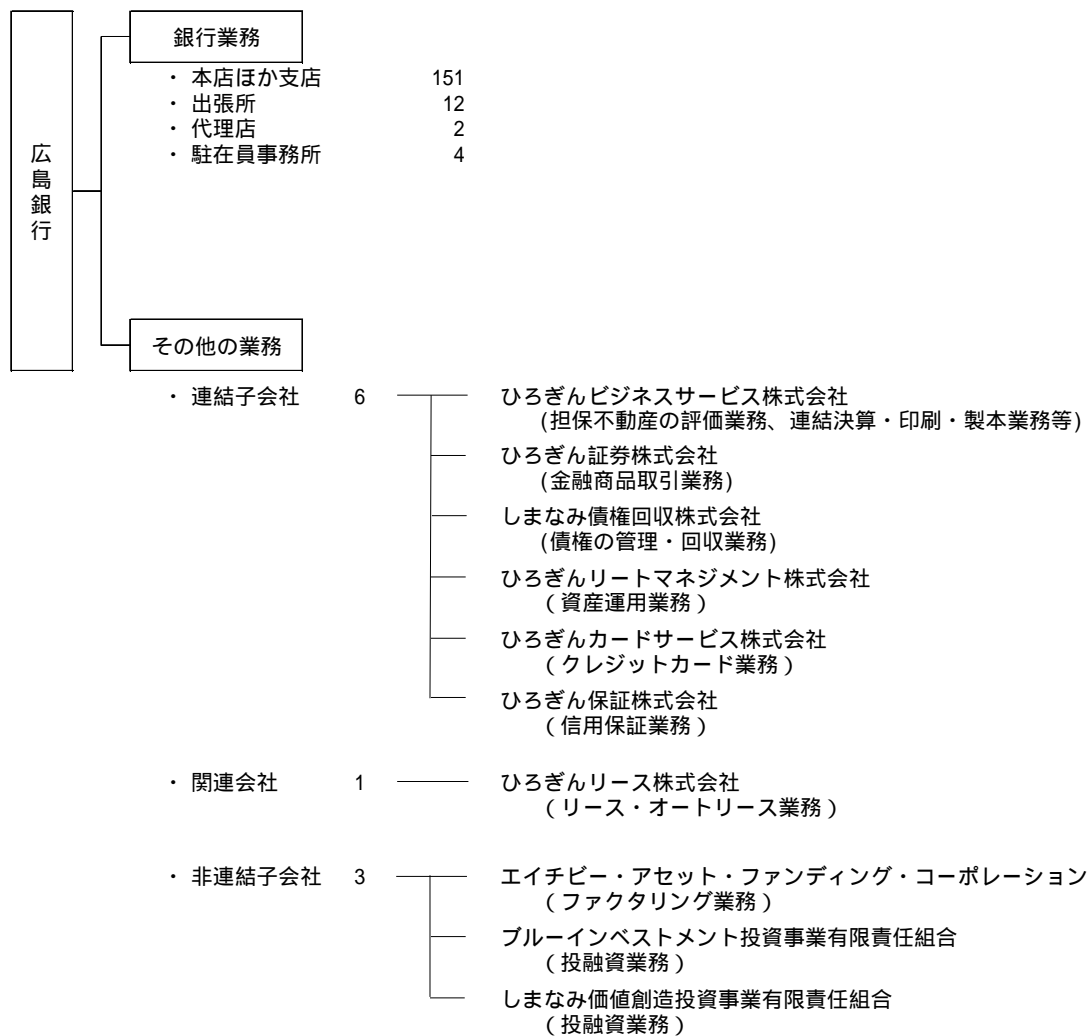 広島銀行
銀行業務
・ 本店ほか支店 151
・ 出張所 12
・ 代理店 2
・ 駐在員事務所 4
その他の業務
・ 連結子会社 6
ひろぎんビジネスサービス株式会社
(担保不動産の評価業務、連結決算・印刷・製本業務等)
ひろぎん証券株式会社
(金融商品取引業務)
しまなみ債権回収株式会社
(債権の管理・回収業務)
ひろぎんリートマネジメント株式会社
(資産運用業務)
ひろぎんカードサービス株式会社
(クレジットカード業務)
ひろぎん保証株式会社
(信用保証業務)
・ 関連会社 1
ひろぎんリース株式会社
(リース・オートリース業務)
・ 非連結子会社 3
エイチビー・アセット・ファンディング・コーポレーション
(ファクタリング業務)
ブルーインベストメント投資事業有限責任組合
(投融資業務)
しまなみ価値創造投資事業有限責任組合
(投融資業務)